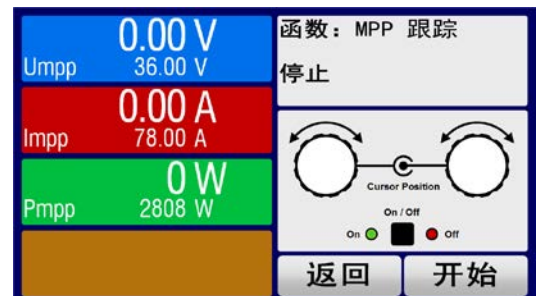 0.00 V
Umpp 36.00 V
0.00 A
Impp 78.00 A
0 W
Pmpp 2808 W
函数：MPP 跟踪
停止
Cursor Position
On / Off
On Off
返回 开始